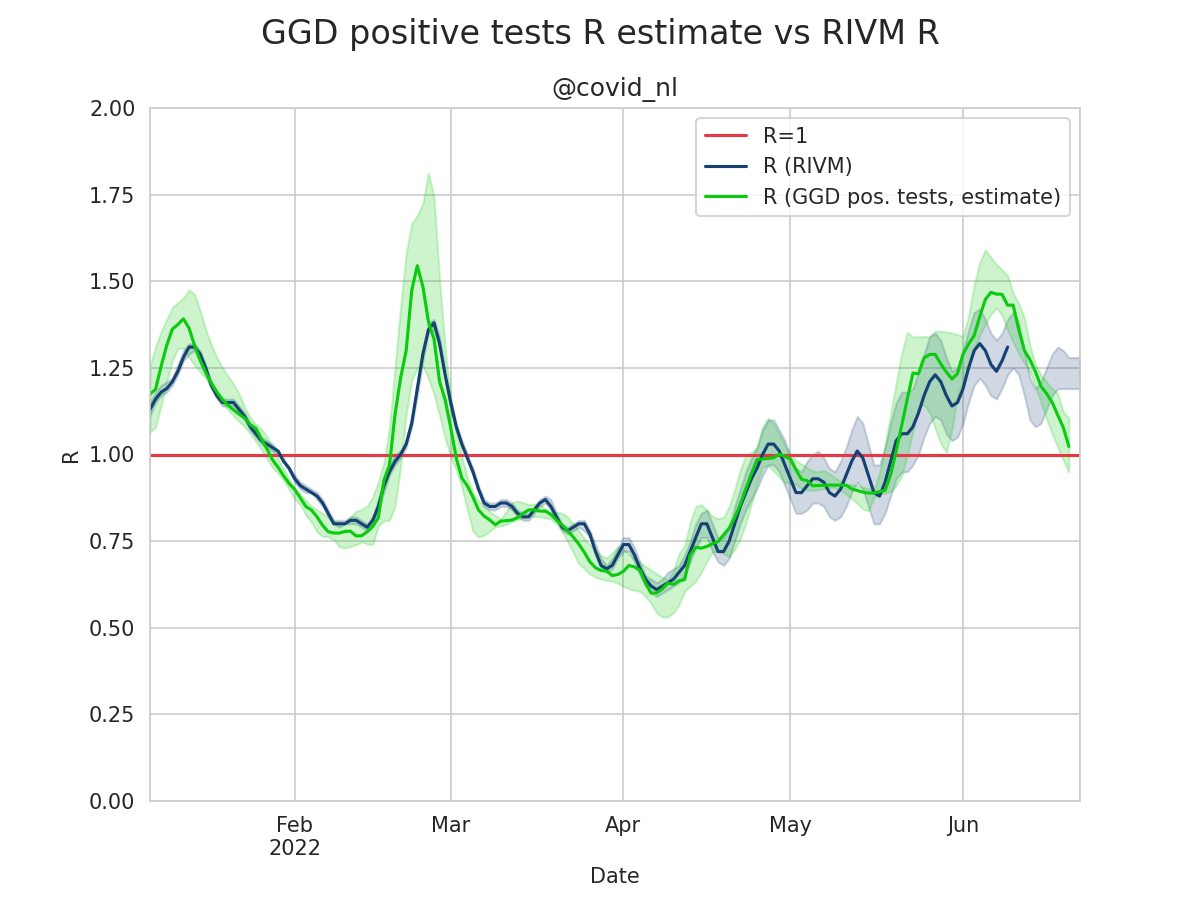 GGD positive tests R estimate vs RIVM R
@covid_nl
R=1
R (RIVM)
R (GGD pos. tests, estimate)
2.00
1.75
1.50
1.25
1.00
0.75
0.50
0.25
0.00
R
Feb
2022
Mar
Apr
May
Jun
Date